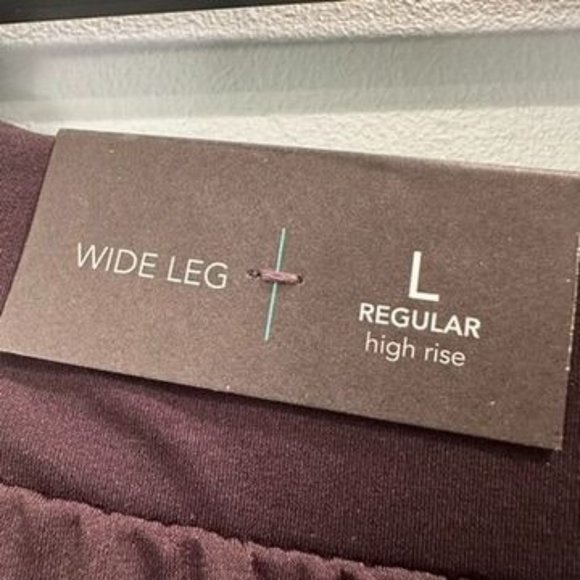 WIDE LEG
L
REGULAR
high rise